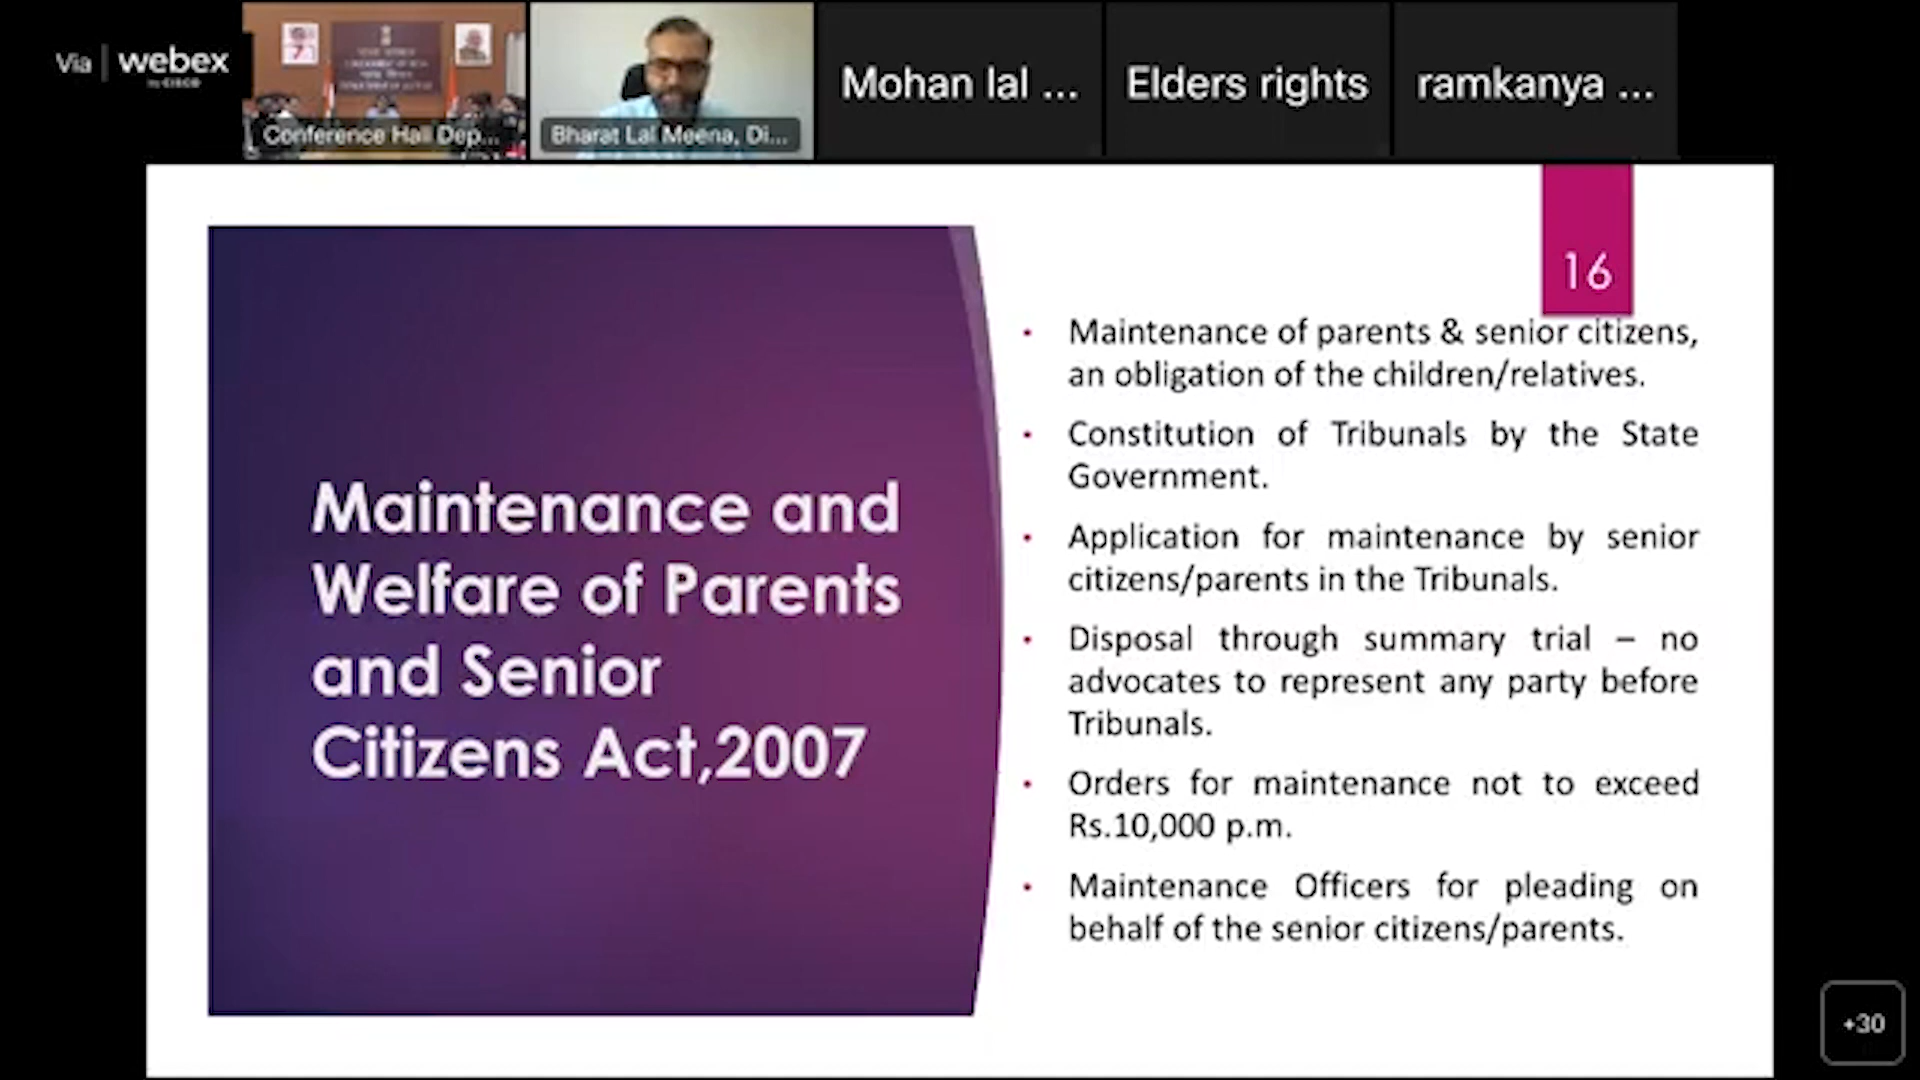 Via webex
by CISCO
Conference Hall Dep...
Bharat Lal Meena, Di...
Mohan lal ...
Elders rights
ramkanya ...
16
Maintenance and
Welfare of Parents
and Senior
Citizens Act,2007
• Maintenance of parents & senior citizens,
an obligation of the children/relatives.
• Constitution of Tribunals by the State
Government.
• Application for maintenance by senior
citizens/parents in the Tribunals.
• Disposal through summary trial – no
advocates to represent any party before
Tribunals.
• Orders for maintenance not to exceed
Rs.10,000 p.m.
• Maintenance Officers for pleading on
behalf of the senior citizens/parents.
+30